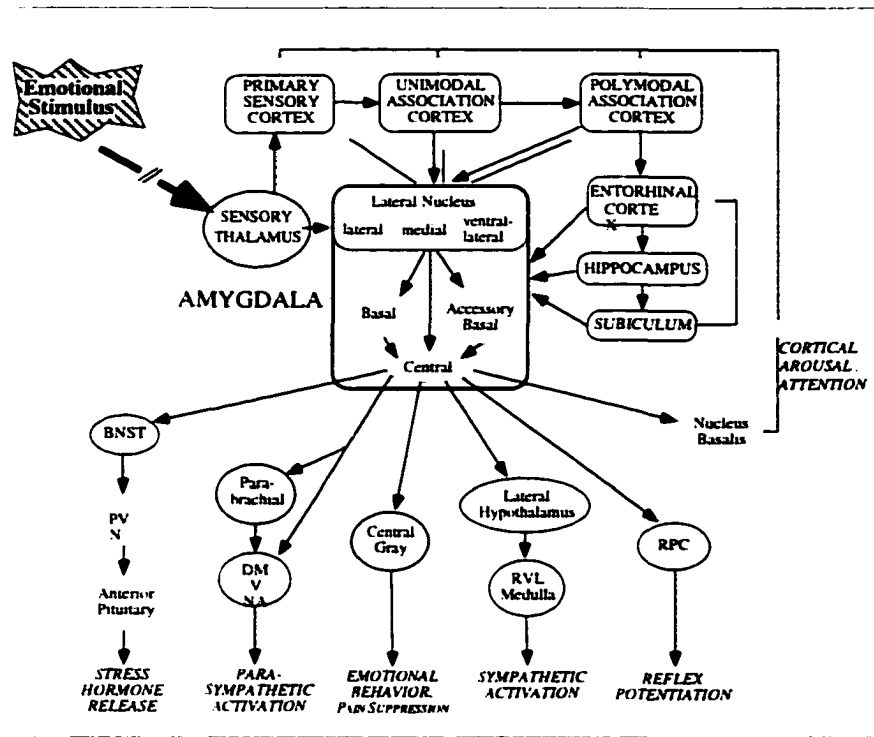 Emotional
Stimulus
PRIMARY
SENSORY
CORTEX
UNIMODAL
ASSOCIATION
CORTEX
POLYMODAL
ASSOCIATION
CORTEX
SENSORY
THALAMUS
Lateral Nucleus
lateral medial ventral-
lateral
ENTORHINAL
CORTE
X
HIPPOCAMPUS
SUBICULUM
AMYGDALA
Basal
Accessory
Basal
Central
CORTICAL
AROUSAL.
ATTENTION
Nucleus
Basalis
BNST
PV
N
Anterior
Pituitary
STRESS
HORMONE
RELEASE
Para-
brachial
DM
V
NA
PARA-
SYMPATHETIC
ACTIVATION
Central
Gray
EMOTIONAL
BEHAVIOR,
PAIN SUPPRESSION
Lateral
Hypothalamus
RVL
Medulla
SYMPATHETIC
ACTIVATION
RPC
REFLEX
POTENTIATION